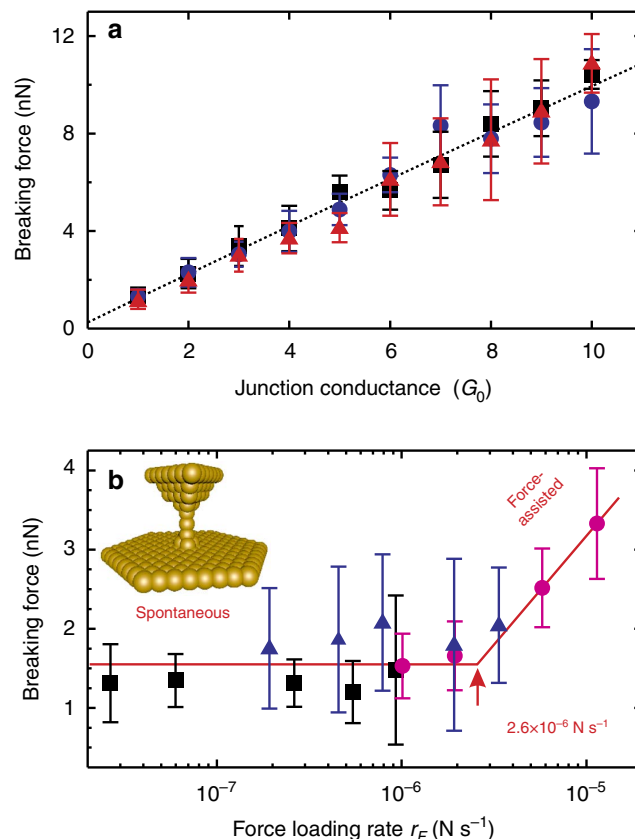 a
12
8
4
0
Breaking force (nN)
0 2 4 6 8 10
Junction conductance (G₀)
b
4
3
2
1
Breaking force (nN)
Force-
assisted
Spontaneous
2.6×10⁻⁶ N s⁻¹
10⁻⁷ 10⁻⁶ 10⁻⁵
Force loading rate r_F (N s⁻¹)